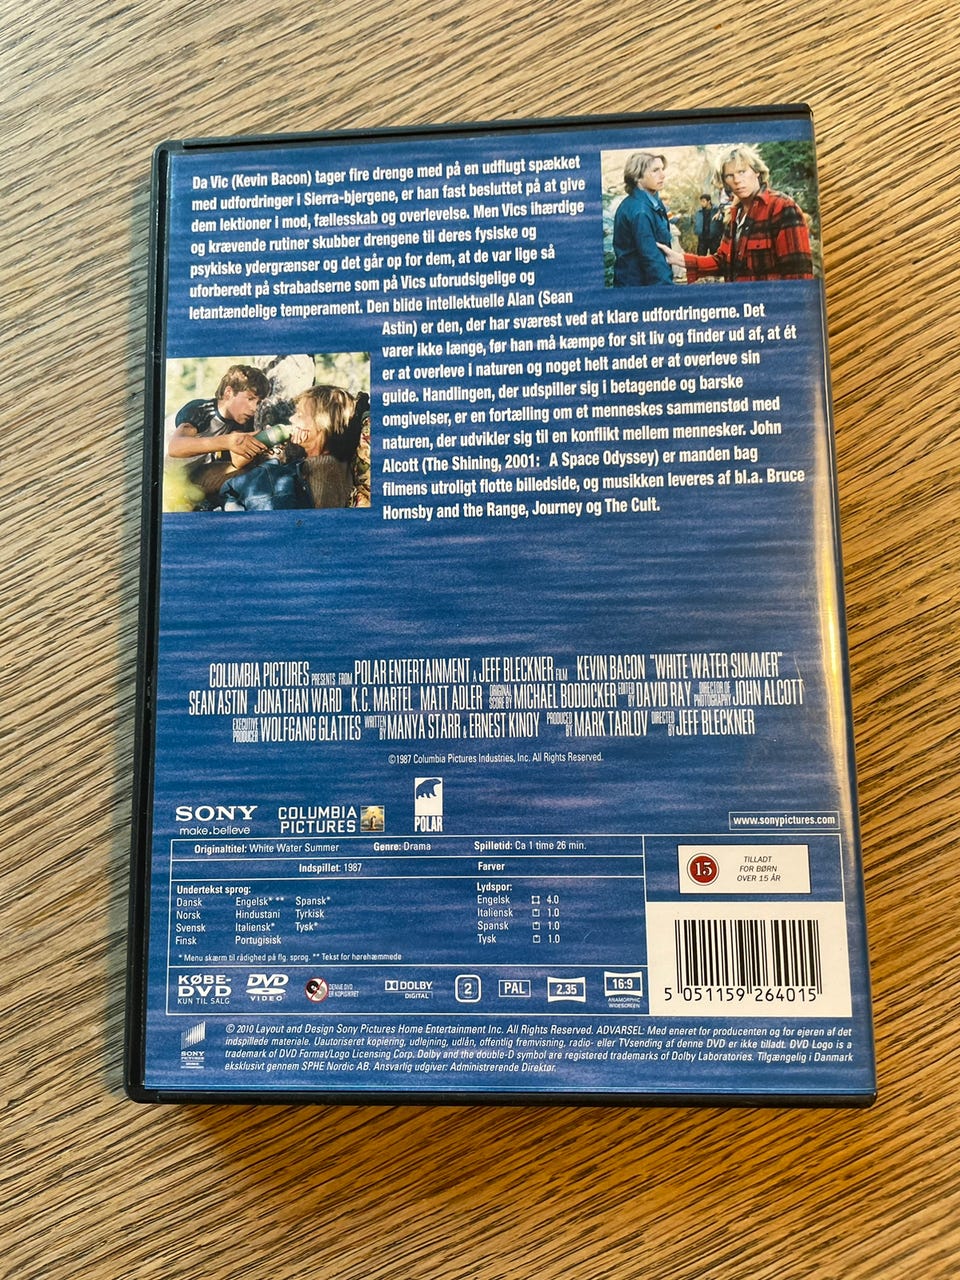 Da Vic (Kevin Bacon) tager fire drenge med på en udflugt spækket
med udfordringer i Sierra-bjergene, er han fast besluttet på at give
dem lektioner i mod, fællesskab og overlevelse. Men Vics ihærdige
og krævende rutiner skubber drengene til deres fysiske og
psykiske ydergrænser og det går op for dem, at de var lige så
uforberedt på strabadserne som på Vics uforudsigelige og
letantændelige temperament. Den blide intellektuelle Alan (Sean
Astin) er den, der har sværest ved at klare udfordringerne. Det
varer ikke længe, før han må kæmpe for sit liv og finder ud af, at ét
er at overleve i naturen og noget helt andet er at overleve sin
guide. Handlingen, der udspiller sig i betagende og barske
omgivelser, er en fortælling om et menneskes sammenstød med
naturen, der udvikler sig til en konflikt mellem mennesker. John
Alcott (The Shining, 2001: A Space Odyssey) er manden bag
filmens utroligt flotte billedside, og musikken leveres af bl.a. Bruce
Hornsby and the Range, Journey og The Cult.
COLUMBIA PICTURES PRESENTS FROM POLAR ENTERTAINMENT A JEFF BLECKNER FILM KEVIN BACON "WHITE WATER SUMMER"
SEAN ASTIN JONATHAN WARD K.C. MARTEL MATT ADLER ORIGINAL SCORE BY MICHAEL BODDICKER EDITED BY DAVID RAY DIRECTOR OF PHOTOGRAPHY JOHN ALCOTT
EXECUTIVE PRODUCER WOLFGANG GLATTES WRITTEN BY MANYA STARR & ERNEST KINOY PRODUCED BY MARK TARLOV DIRECTED BY JEFF BLECKNER
©1987 Columbia Pictures Industries, Inc. All Rights Reserved.
SONY
make.believe
COLUMBIA
PICTURES
POLAR
www.sonypictures.com
Originaltitel: White Water Summer Genre: Drama Spilletid: Ca 1 time 26 min.
Indspillet: 1987 Farver
Undertekst sprog:
Dansk Engelsk* ** Spansk*
Norsk Hindustani Tyrkisk
Svensk Italiensk* Tysk*
Finsk Portugisisk
* Menu skærm til rådighed på flg. sprog. ** Tekst for hørehæmmede
Lydspor:
Engelsk 4.0
Italiensk 1.0
Spansk 1.0
Tysk 1.0
15
TILLADT
FOR BØRN
OVER 15 ÅR
5 051159 264015
KØBE-
DVD
KUN TIL SALG
DVD
VIDEO
DENNE DVD
ER KOPISIKRET
DOLBY
DIGITAL
2
PAL
2.35
16:9
ANAMORPHIC
WIDESCREEN
SONY
PICTURES
© 2010 Layout and Design Sony Pictures Home Entertainment Inc. All Rights Reserved. ADVARSEL: Med eneret for producenten og for ejeren af det
indspillede materiale. Uautoriseret kopiering, udlejning, udlån, offentlig fremvisning, radio- eller TVsending af denne DVD er ikke tilladt. DVD Logo is a
trademark of DVD Format/Logo Licensing Corp. Dolby and the double-D symbol are registered trademarks of Dolby Laboratories. Tilgængelig i Danmark
eksklusivt gennem SPHE Nordic AB. Ansvarlig udgiver: Administrerende Direktør.